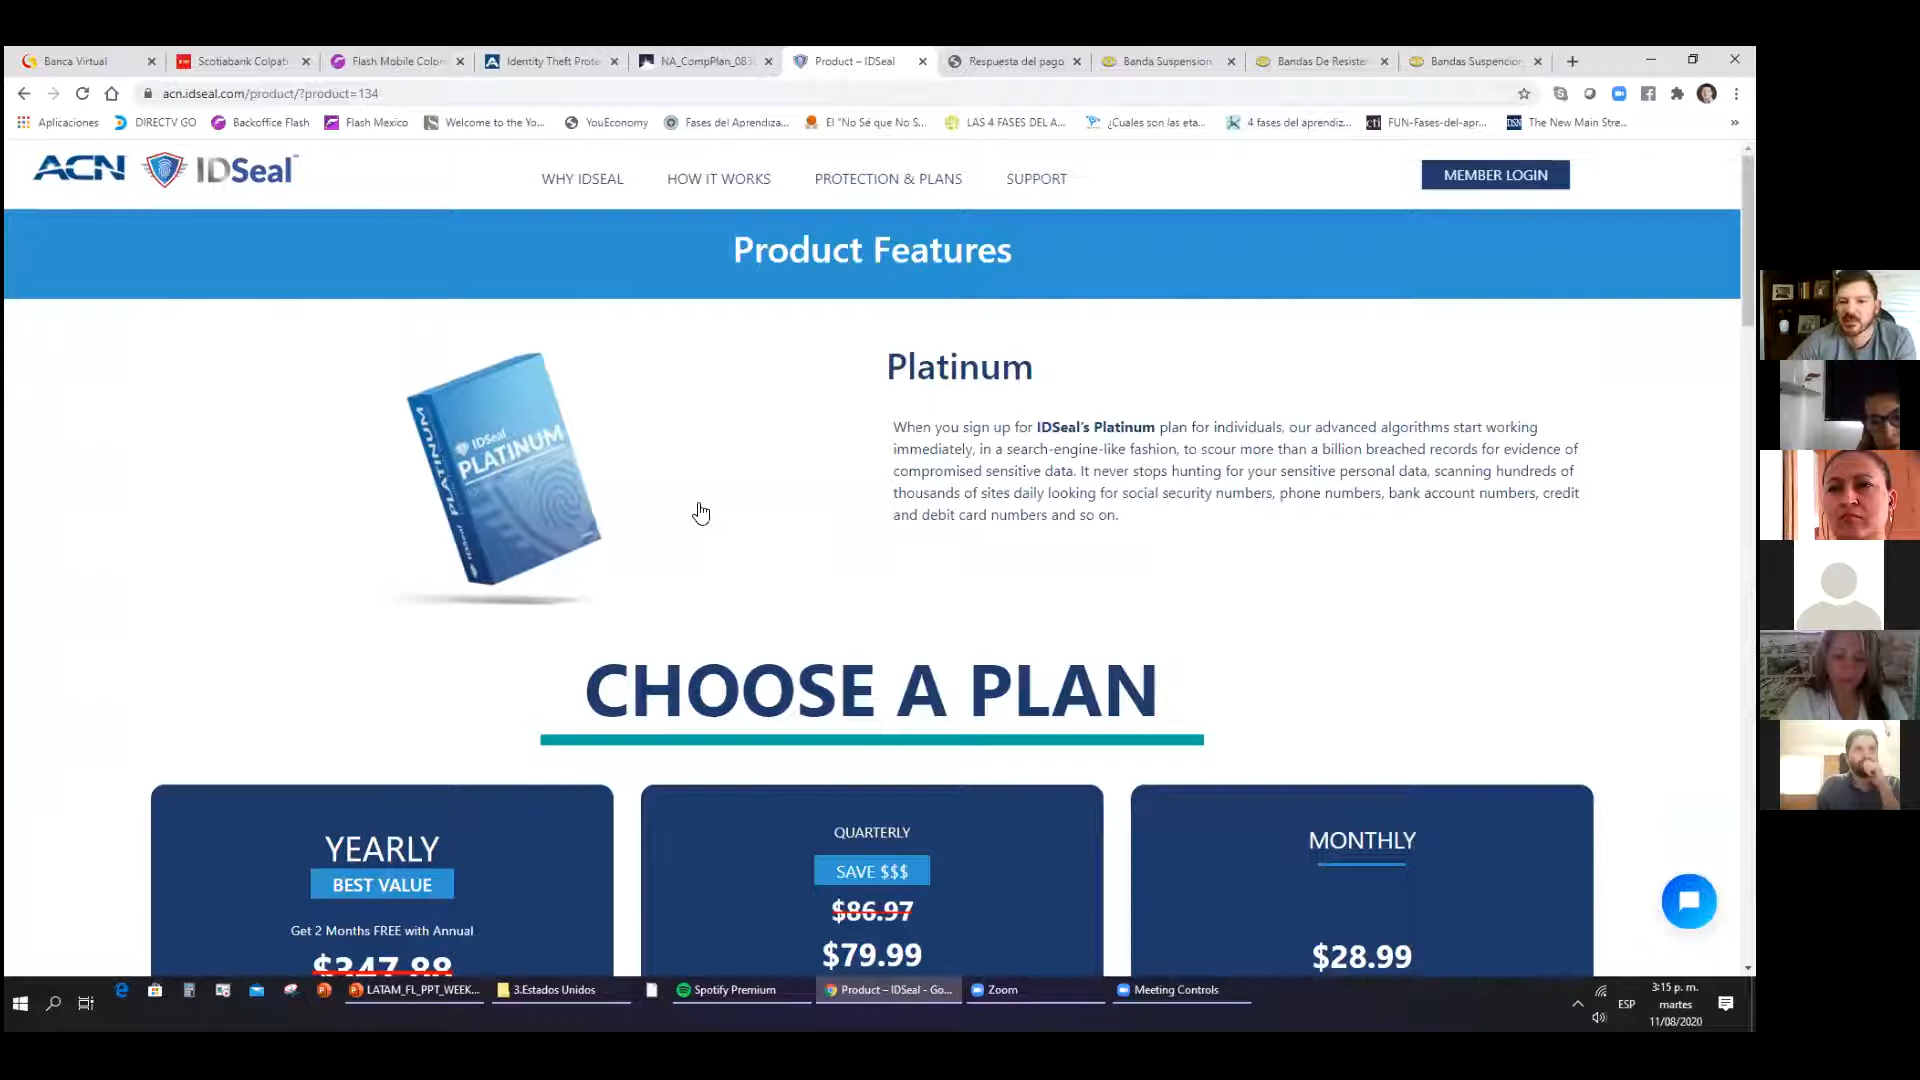 Banca Virtual
Scotiabank Colpat
Flash Mobile Color
Identity Theft Prote
NA_CompPlan_083
Product – IDSeal
Respuesta del pago
Banda Suspension
Bandas De Resister
Bandas Suspencior
acn.idseal.com/product/?product=134
Aplicaciones
DIRECTV GO
Backoffice Flash
Flash Mexico
Welcome to the Yo...
YouEconomy
Fases del Aprendiza...
El "No Sé que No S...
LAS 4 FASES DEL A...
¿Cuales son las eta...
4 fases del aprendiz...
cti FUN-Fases-del-apr...
DSN The New Main Stre...
ACN IDSeal
WHY IDSEAL
HOW IT WORKS
PROTECTION & PLANS
SUPPORT
MEMBER LOGIN
Product Features
Platinum
When you sign up for IDSeal's Platinum plan for individuals, our advanced algorithms start working
immediately, in a search-engine-like fashion, to scour more than a billion breached records for evidence of
compromised sensitive data. It never stops hunting for your sensitive personal data, scanning hundreds of
thousands of sites daily looking for social security numbers, phone numbers, bank account numbers, credit
and debit card numbers and so on.
IDSeal
PLATINUM
PLATINUM
IDSeal
CHOOSE A PLAN
YEARLY
BEST VALUE
Get 2 Months FREE with Annual
$347.88
QUARTERLY
SAVE $$$
$86.97
$79.99
MONTHLY
$28.99
LATAM_FL_PPT_WEEK...
3.Estados Unidos
Spotify Premium
Product – IDSeal - Go...
Zoom
Meeting Controls
ESP
3:15 p. m.
martes
11/08/2020